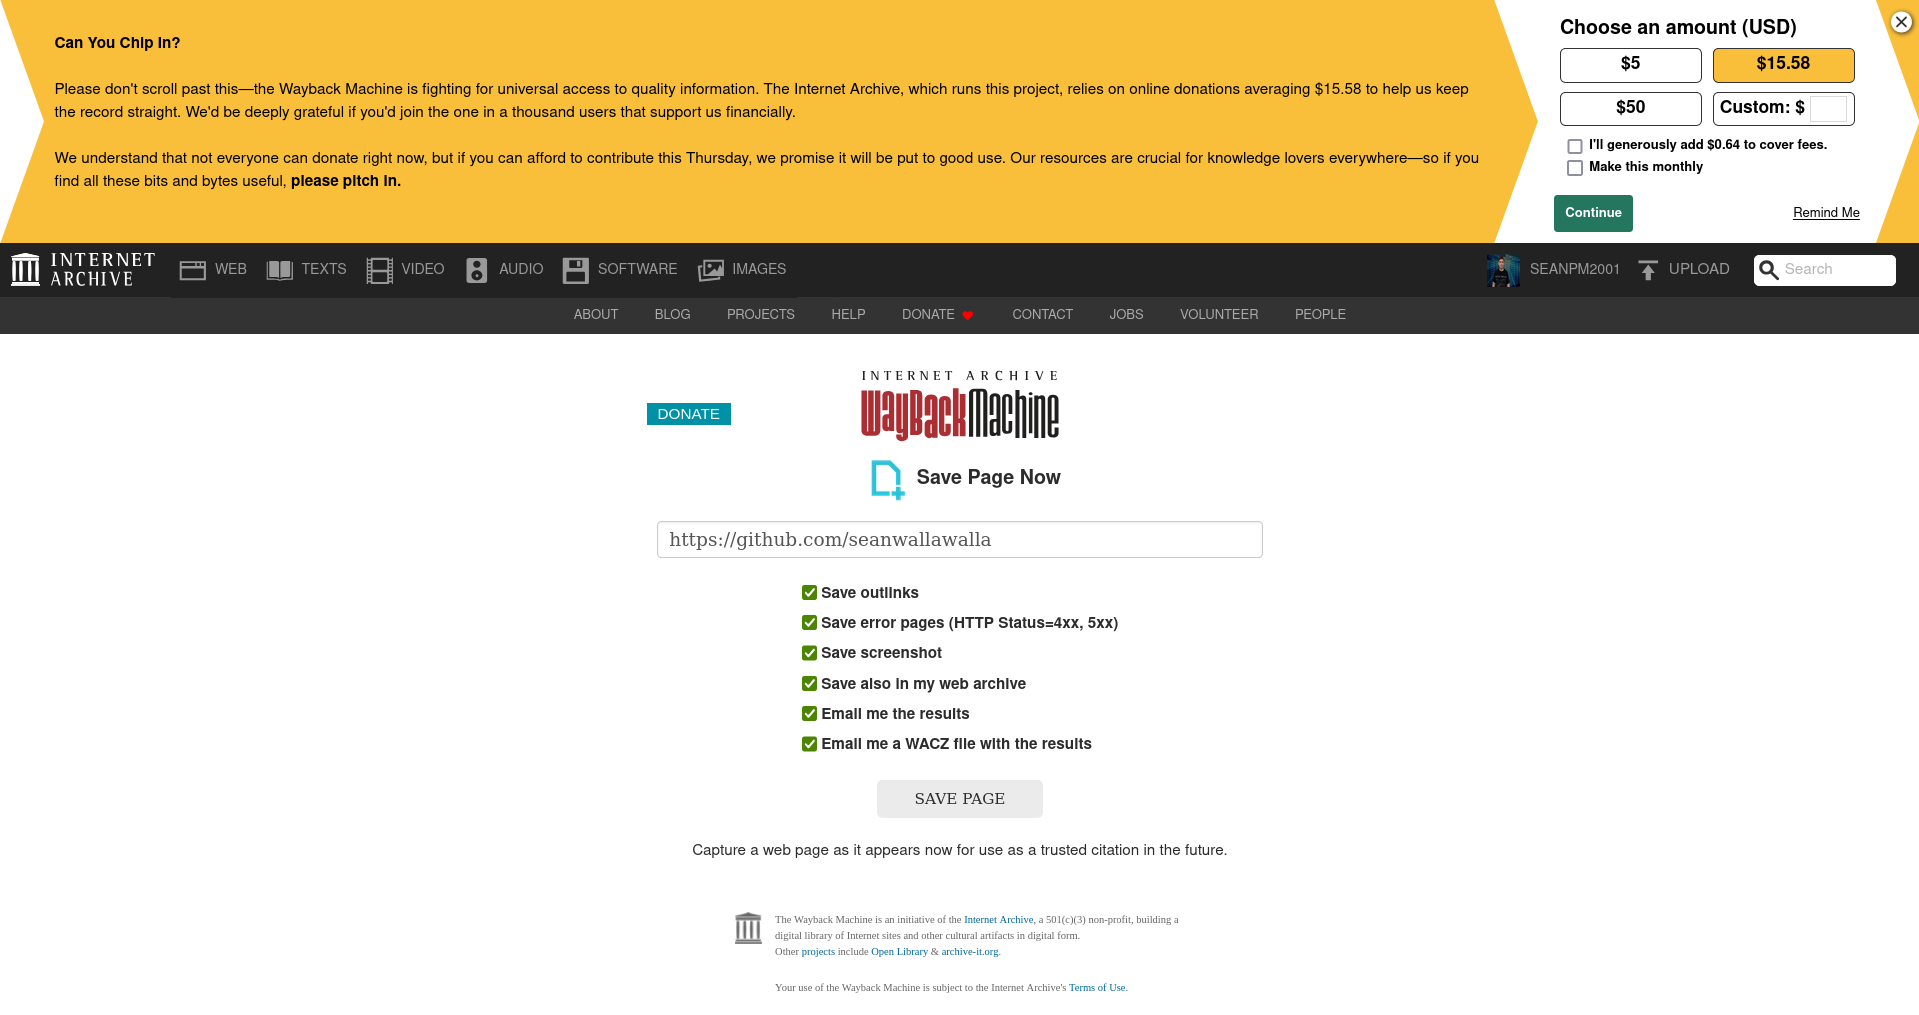 Can You Chip In?
Please don't scroll past this—the Wayback Machine is fighting for universal access to quality information. The Internet Archive, which runs this project, relies on online donations averaging $15.58 to help us keep
the record straight. We'd be deeply grateful if you'd join the one in a thousand users that support us financially.
We understand that not everyone can donate right now, but if you can afford to contribute this Thursday, we promise it will be put to good use. Our resources are crucial for knowledge lovers everywhere—so if you
find all these bits and bytes useful, please pitch in.
Choose an amount (USD)
$5
$15.58
$50
Custom: $
I'll generously add $0.64 to cover fees.
Make this monthly
Continue
Remind Me
INTERNET
ARCHIVE
WEB
TEXTS
VIDEO
AUDIO
SOFTWARE
IMAGES
SEANPM2001
UPLOAD
Search
ABOUT
BLOG
PROJECTS
HELP
DONATE
CONTACT
JOBS
VOLUNTEER
PEOPLE
DONATE
INTERNET ARCHIVE
WayBackMachine
Save Page Now
https://github.com/seanwallawalla
Save outlinks
Save error pages (HTTP Status=4xx, 5xx)
Save screenshot
Save also in my web archive
Email me the results
Email me a WACZ file with the results
SAVE PAGE
Capture a web page as it appears now for use as a trusted citation in the future.
The Wayback Machine is an initiative of the Internet Archive, a 501(c)(3) non-profit, building a
digital library of Internet sites and other cultural artifacts in digital form.
Other projects include Open Library & archive-it.org.
Your use of the Wayback Machine is subject to the Internet Archive's Terms of Use.